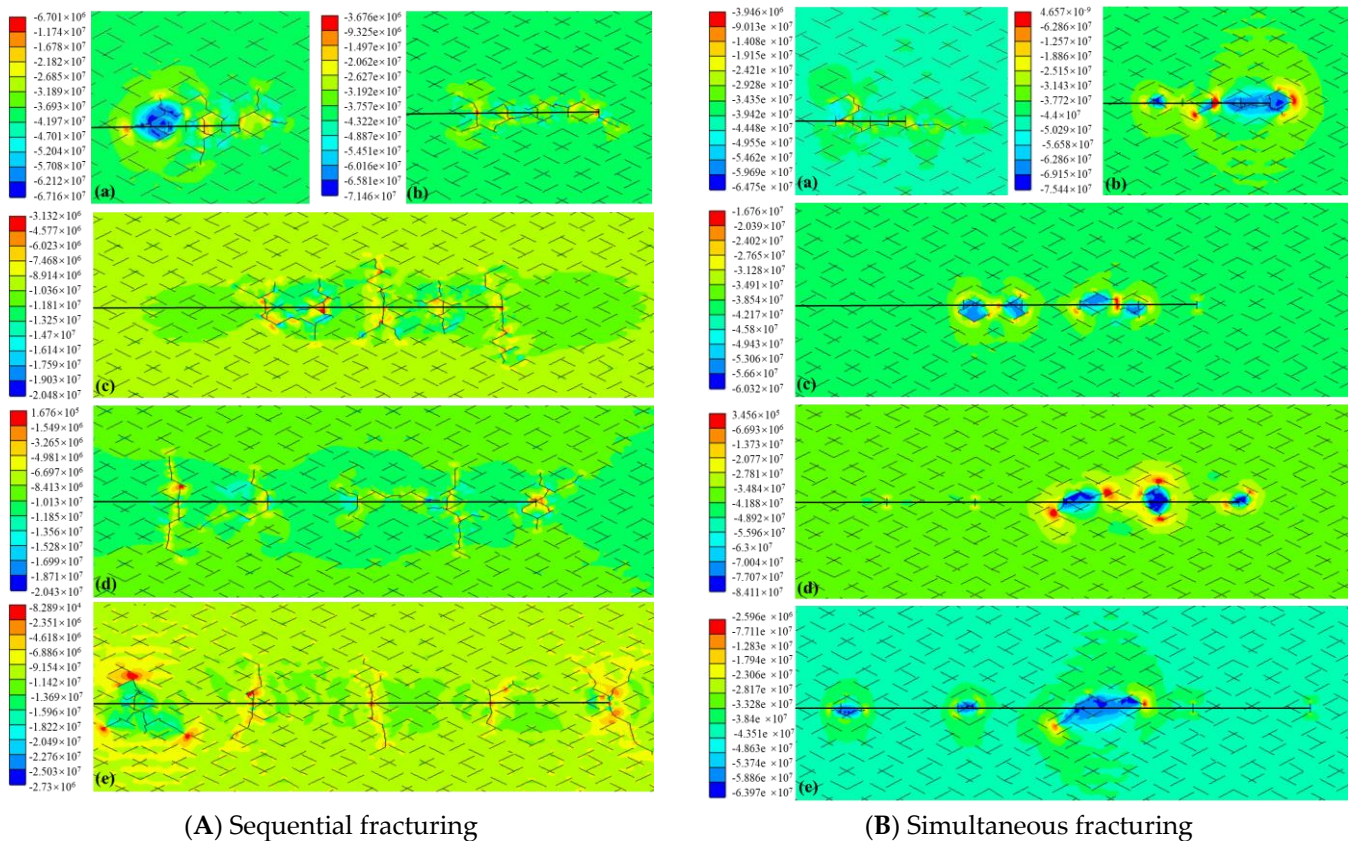 -6.701×10⁶
-1.174×10⁷
-1.678×10⁷
-2.182×10⁷
-2.685×10⁷
-3.189×10⁷
-3.693×10⁷
-4.197×10⁷
-4.701×10⁷
-5.204×10⁷
-5.708×10⁷
-6.212×10⁷
-6.716×10⁷
(a)
-3.676e×10⁶
-9.325×10⁶
-1.497×10⁷
-2.062×10⁷
-2.627×10⁷
-3.192×10⁷
-3.757×10⁷
-4.322×10⁷
-4.887×10⁷
-5.451×10⁷
-6.016×10⁷
-6.581×10⁷
-7.146×10⁷
(b)
-3.132×10⁶
-4.577×10⁶
-6.023×10⁶
-7.468×10⁶
-8.914×10⁶
-1.036×10⁷
-1.181×10⁷
-1.325×10⁷
-1.47×10⁷
-1.614×10⁷
-1.759×10⁷
-1.903×10⁷
-2.048×10⁷
(c)
1.676×10⁵
-1.549×10⁶
-3.265×10⁶
-4.981×10⁶
-6.697×10⁶
-8.413×10⁶
-1.013×10⁷
-1.185×10⁷
-1.356×10⁷
-1.528×10⁷
-1.699×10⁷
-1.871×10⁷
-2.043×10⁷
(d)
-8.289×10⁴
-2.351×10⁶
-4.618×10⁶
-6.886×10⁶
-9.154×10⁷
-1.142×10⁷
-1.369×10⁷
-1.596×10⁷
-1.822×10⁷
-2.049×10⁷
-2.276×10⁷
-2.503×10⁷
-2.73×10⁶
(e)
(A) Sequential fracturing
-3.946×10⁶
-9.013e ×10⁷
-1.408e ×10⁷
-1.915e ×10⁷
-2.421e ×10⁷
-2.928e ×10⁷
-3.435e ×10⁷
-3.942e ×10⁷
-4.448e ×10⁷
-4.955e ×10⁷
-5.462e ×10⁷
-5.969e ×10⁷
-6.475e ×10⁷
(a)
4.657×10⁻⁹
-6.287×10⁶
-1.257×10⁷
-1.886×10⁷
-2.515×10⁷
-3.143×10⁷
-3.772×10⁷
-4.4×10⁷
-5.029×10⁷
-5.658×10⁷
-6.286×10⁷
-6.915×10⁷
-7.544×10⁷
(b)
-1.676×10⁷
-2.039×10⁷
-2.402×10⁷
-2.765×10⁷
-3.128×10⁷
-3.491×10⁷
-3.854×10⁷
-4.217×10⁷
-4.58×10⁷
-4.943×10⁷
-5.306×10⁷
-5.66×10⁷
-6.032×10⁷
(c)
3.456×10⁵
-6.693×10⁶
-1.373×10⁷
-2.077×10⁷
-2.781×10⁷
-3.484×10⁷
-4.188×10⁷
-4.892×10⁷
-5.596×10⁷
-6.3×10⁷
-7.004×10⁷
-7.707×10⁷
-8.411×10⁷
(d)
-2.596e ×10⁶
-7.711e ×10⁶
-1.283e ×10⁷
-1.794e ×10⁷
-2.306e ×10⁷
-2.817e ×10⁷
-3.328e ×10⁷
-3.84e ×10⁷
-4.351e ×10⁷
-4.863e ×10⁷
-5.374e ×10⁷
-5.886e ×10⁷
-6.397e ×10⁷
(e)
(B) Simultaneous fracturing